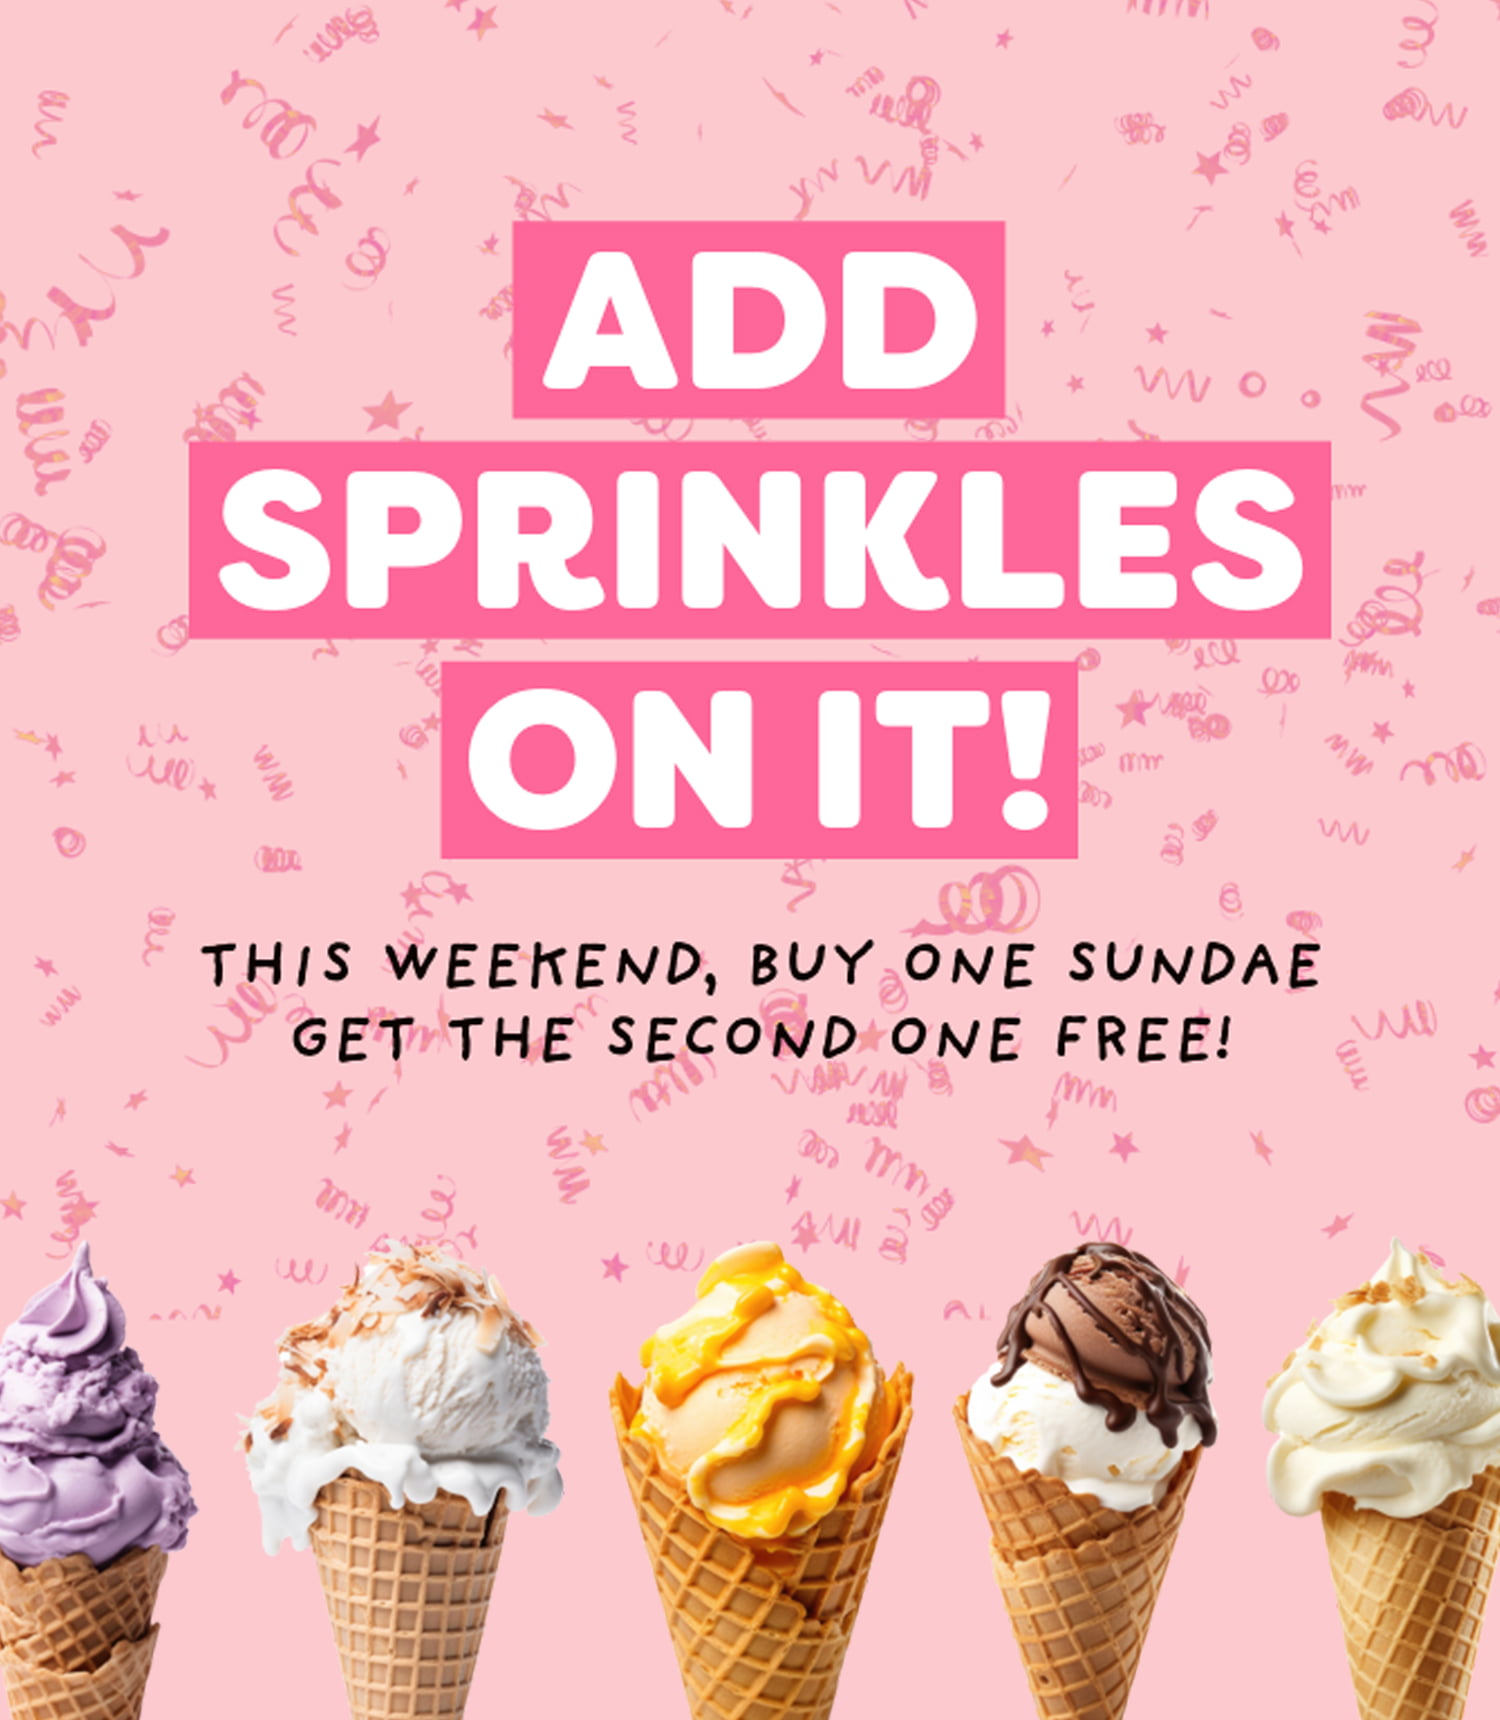 ADD
SPRINKLES
ON IT!
THIS WEEKEND, BUY ONE SUNDAE
GET THE SECOND ONE FREE!